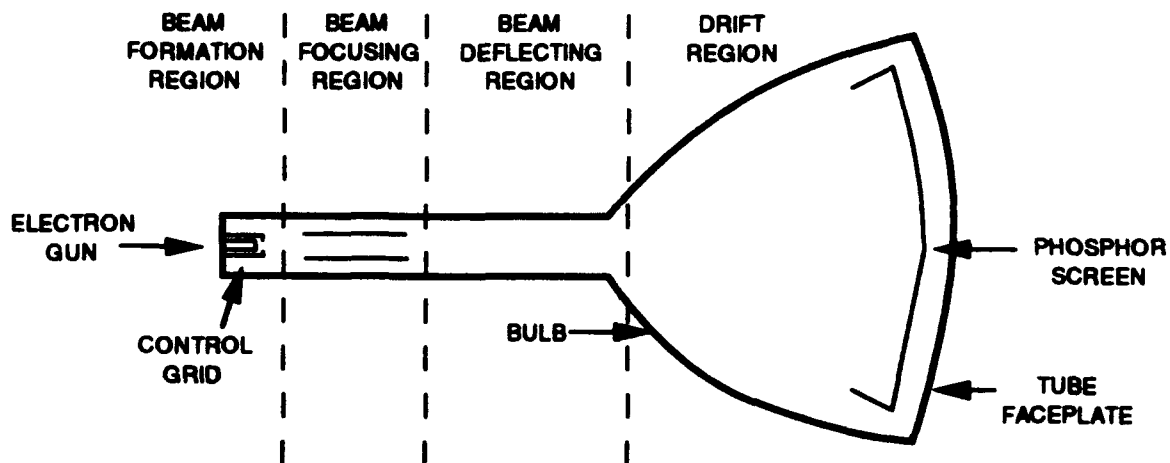 BEAM
FORMATION
REGION
BEAM
FOCUSING
REGION
BEAM
DEFLECTING
REGION
DRIFT
REGION
ELECTRON
GUN
CONTROL
GRID
BULB
PHOSPHOR
SCREEN
TUBE
FACEPLATE